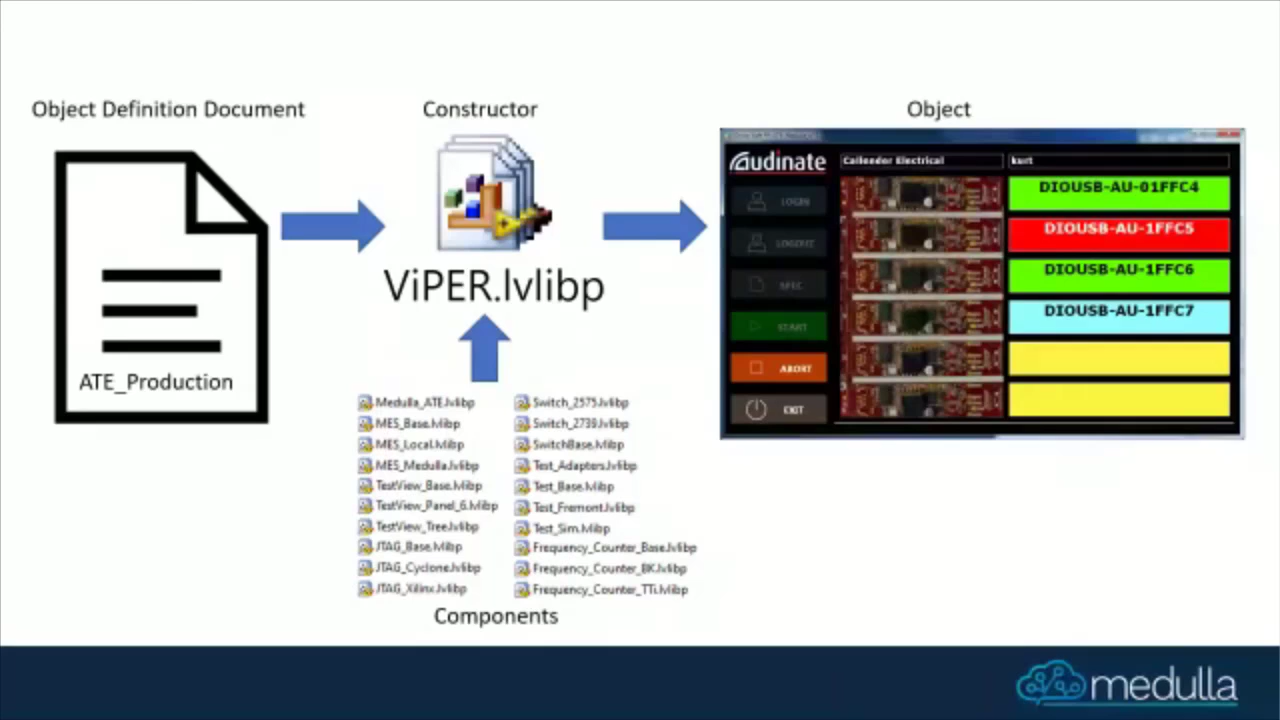 Object Definition Document
Constructor
Object
ATE_Production
ViPER.lvlibp
Medulla_ATE.lvlibp
MES_Base.lvlibp
MES_Local.lvlibp
MES_Medulla.lvlibp
TestView_Base.lvlibp
TestView_Panel_6.lvlibp
TestView_Tree.lvlibp
JTAG_Base.lvlibp
JTAG_Cyclone.lvlibp
JTAG_Xilinx.lvlibp
Switch_2575.lvlibp
Switch_2739.lvlibp
SwitchBase.lvlibp
Test_Adapters.lvlibp
Test_Base.lvlibp
Test_Fremont.lvlibp
Test_Sim.lvlibp
Frequency_Counter_Base.lvlibp
Frequency_Counter_BK.lvlibp
Frequency_Counter_TTi.lvlibp
Components
Audinate
Callender Electrical
kurt
LOGIN
LOGOUT
SPEC
START
ABORT
EXIT
DIOUSB-AU-01FFC4
DIOUSB-AU-1FFC5
DIOUSB-AU-1FFC6
DIOUSB-AU-1FFC7
medulla